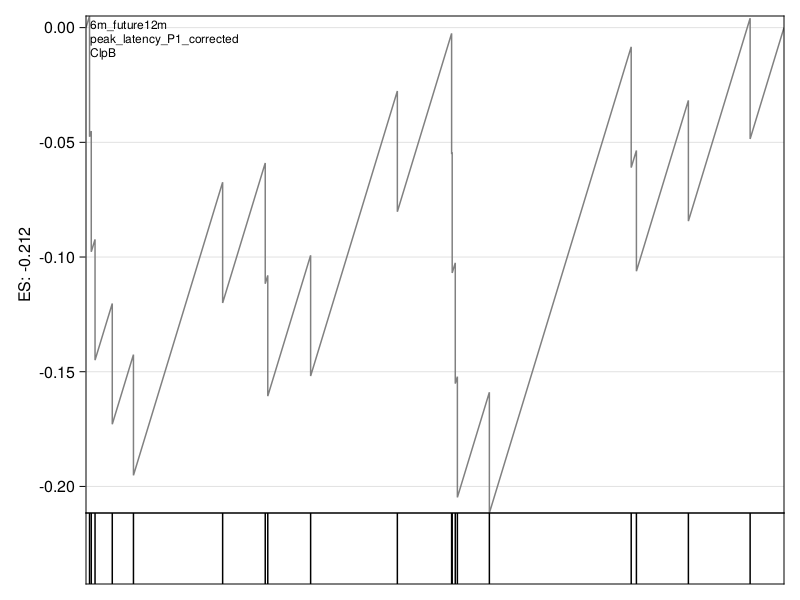 0.00
6m_future12m
peak_latency_P1_corrected
ClpB
-0.05
-0.10
ES: -0.212
-0.15
-0.20